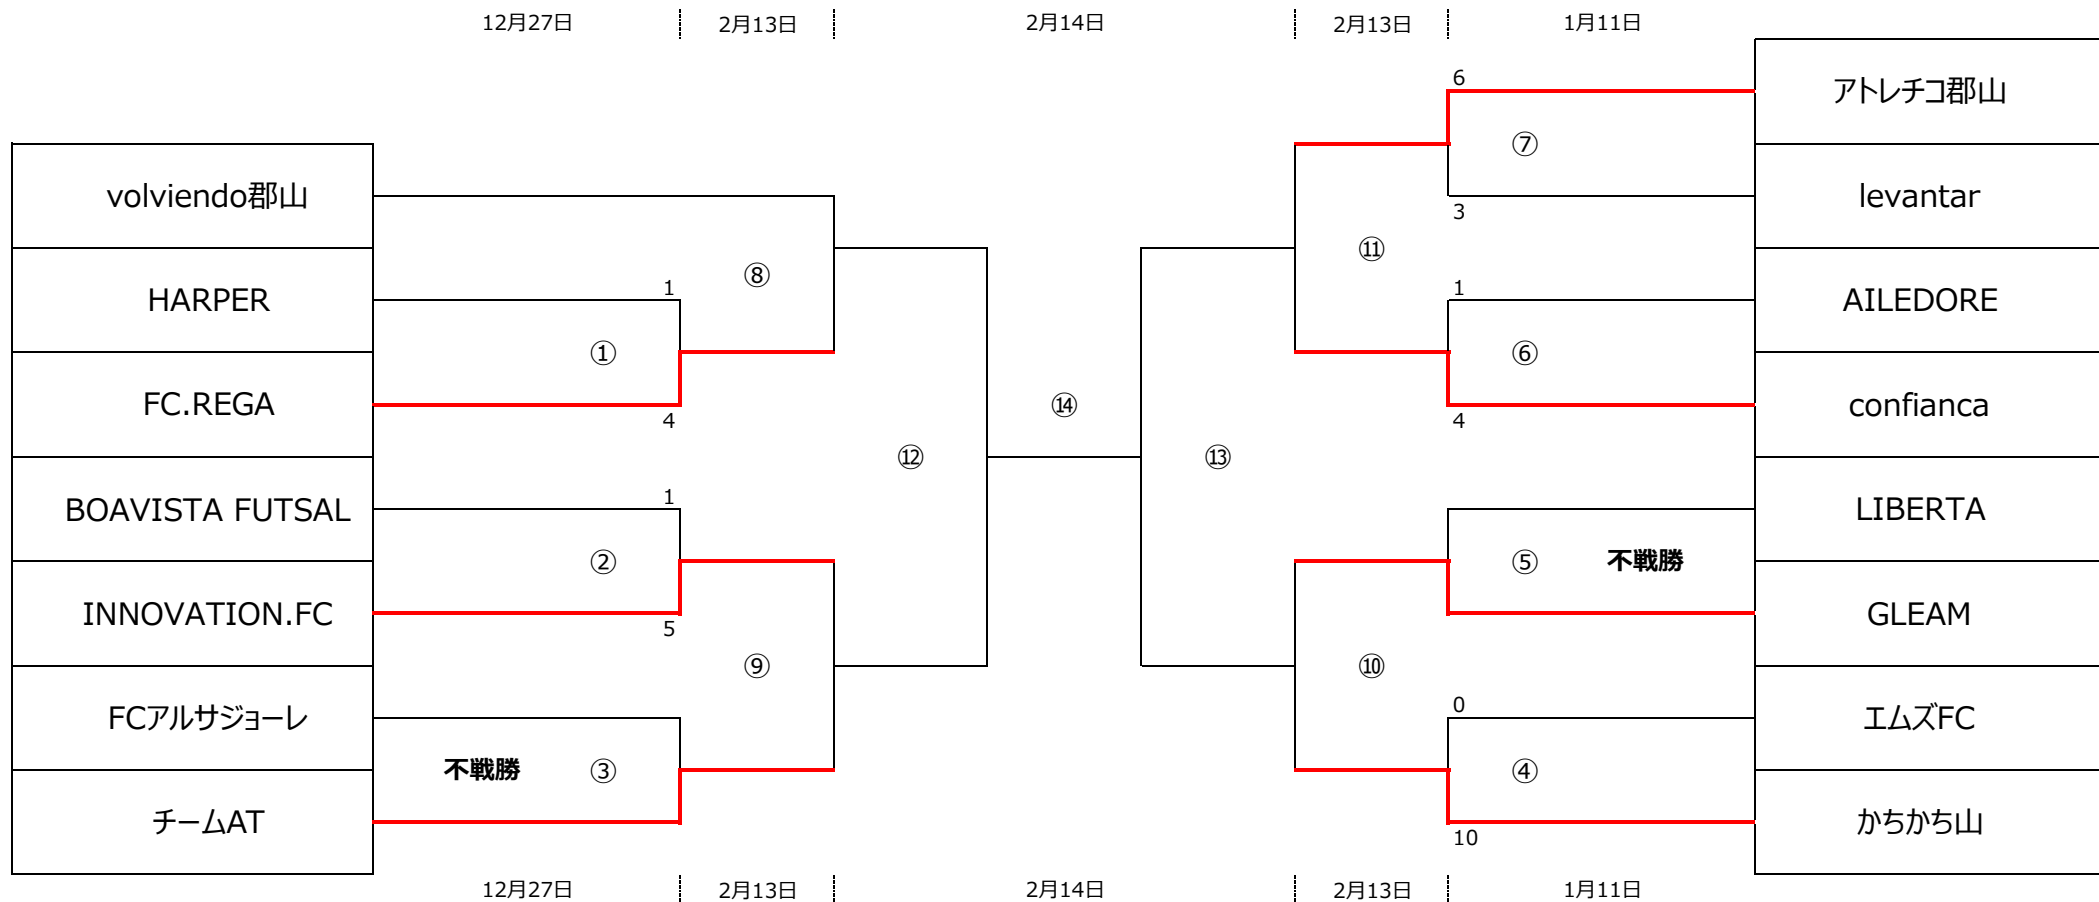 12月27日 2月13日 2月14日 2月13日 1月11日
6
アトレチコ郡山
⑦
volviendo郡山
levantar
3
⑧ ⑪
HARPER 1 1 AILEDORE
① ⑥
FC.REGA ⑭ confianca
4 4
⑫ ⑬
BOAVISTA FUTSAL 1 LIBERTA
② ⑤ 不戦勝
INNOVATION.FC GLEAM
5
⑨ ⑩
0
FCアルサジョーレ エムズFC
不戦勝 ③ ④
チームAT かちかち山
10
12月27日 2月13日 2月14日 2月13日 1月11日